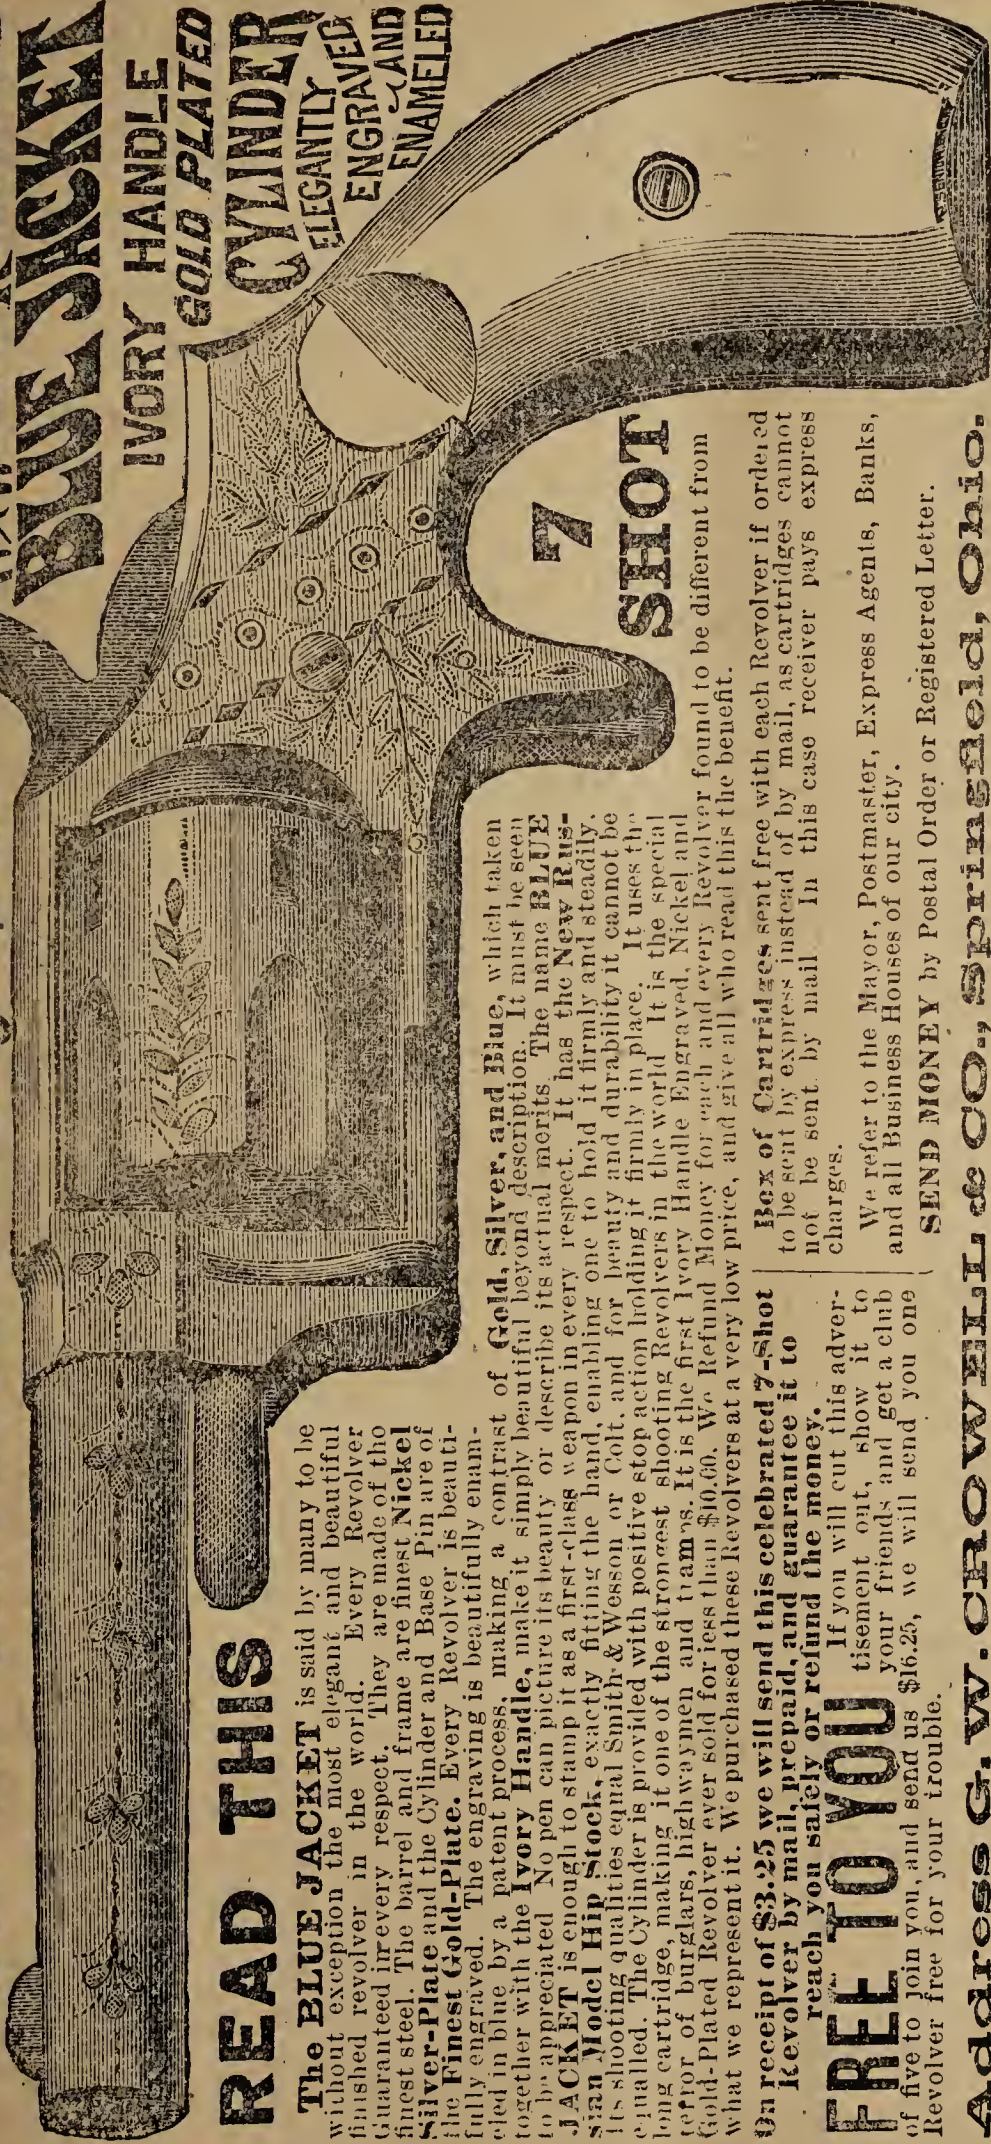 BLUE JACKET
IVORY HANDLE
GOLD PLATED
CYLINDER
ELEGANTLY
ENGRAVED
AND
ENAMELED
7
SHOT
READ THIS
The BLUE JACKET is said by many to be
without exception the most elegant and beautiful
finished revolver in the world. Every Revolver
Guaranteed in every respect. They are made of the
finest steel. The barrel and frame are finest Nickel
Silver-Plate and the Cylinder and Base Pin are of
the Finest Gold-Plate. Every Revolver is beauti-
fully engraved. The engraving is beautifully enam-
eled in blue by a patent process, making a contrast of Gold, Silver, and Blue, which taken
together with the Ivory Handle, make it simply beautiful beyond description. It must be seen
to be appreciated No pen can picture its beauty or describe its actual merits The name BLUE
JACKET is enough to stamp it as a first-class weapon in every respect. It has the New Rus-
sian Model Hip Stock, exactly fitting the hand, enabling one to hold it firmly and steadily.
Its shooting qualities equal Smith & Wesson or Colt, and for beauty and durability it cannot be
equalled. The Cylinder is provided with positive stop action holding it firmly in place. It uses the
long cartridge, making it one of the strongest shooting Revolvers in the world It is the special
terror of burglars, highwaymen and tramps. It is the first Ivory Handle Engraved, Nickel and
Gold-Plated Revolver ever sold for less than $10.00. We Refund Money for each and every Revolver found to be different from
what we represent it. We purchased these Revolvers at a very low price, and give all who read this the benefit.
On receipt of $3.25 we will send this celebrated 7-Shot
Revolver by mail, prepaid, and guarantee it to
reach you safely or refund the money.
FREE TO YOU If you will cut this adver-
tisement out, show it to
your friends and get a club
of five to join you, and send us $16.25, we will send you one
Revolver free for your trouble.
Box of Cartridges sent free with each Revolver if ordered
to be sent by express instead of by mail, as cartridges cannot
not be sent by mail In this case receiver pays express
charges.
We refer to the Mayor, Postmaster, Express Agents, Banks,
and all Business Houses of our city.
SEND MONEY by Postal Order or Registered Letter.
Address G. W. CROWELL & CO., Springfield, Ohio.